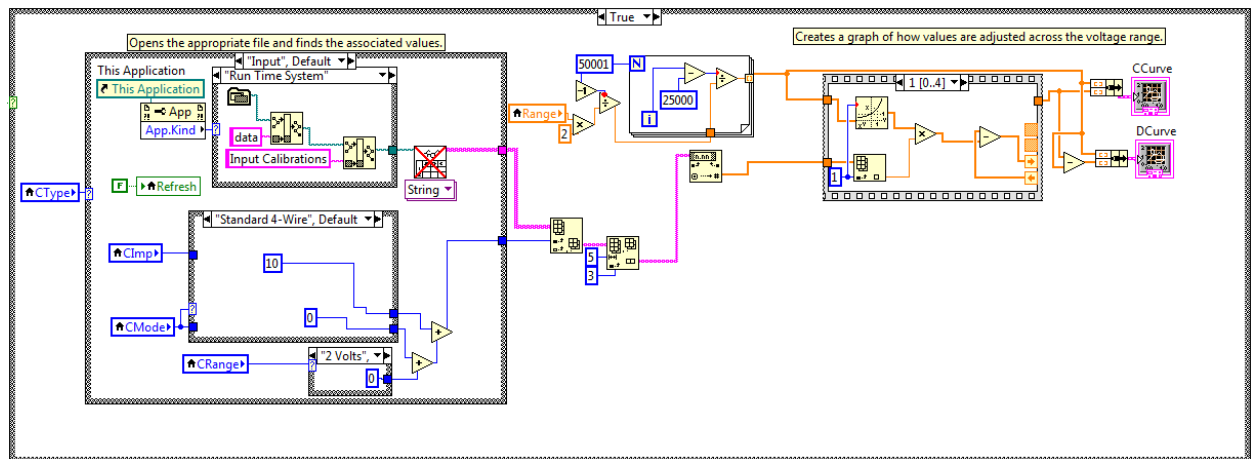 True
Opens the appropriate file and finds the associated values.
Creates a graph of how values are adjusted across the voltage range.
"Input", Default
This Application
This Application
"Run Time System"
App
App.Kind
data
Input Calibrations
String
F
Refresh
CType
"Standard 4-Wire", Default
CImp
10
0
CMode
CRange
"2 Volts",
0
50001
N
-1
Range
2
25000
i
n.nn
5
3
1 [0..4]
1
CCurve
DCurve